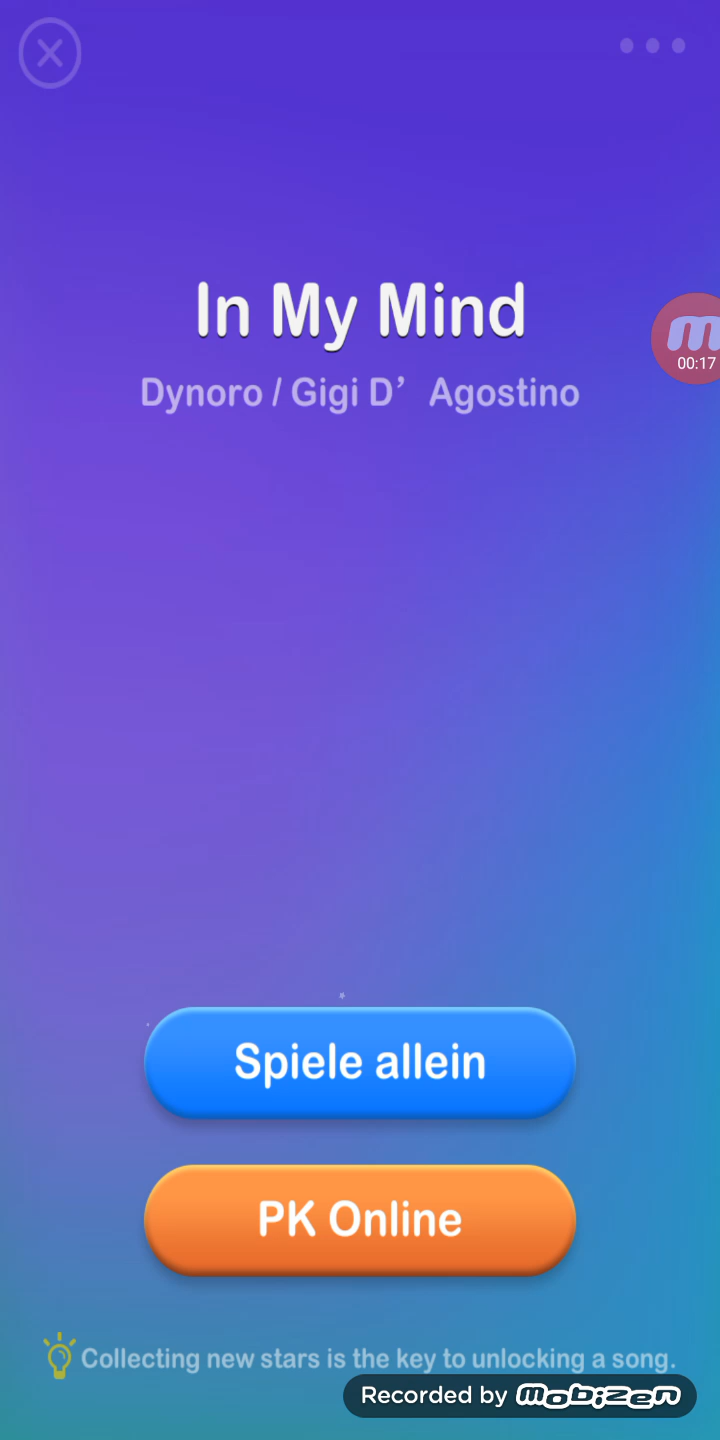 In My Mind
Dynoro / Gigi D’ Agostino
m
00:17
Spiele allein
PK Online
Collecting new stars is the key to unlocking a song.
Recorded by mobizen